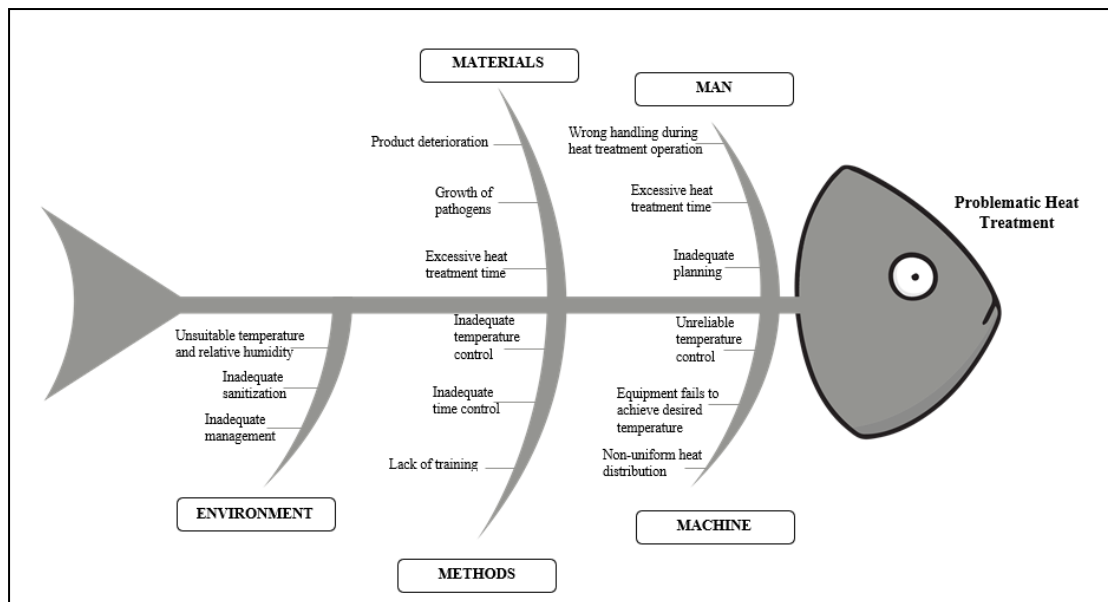 MATERIALS
Product deterioration
Growth of
pathogens
Excessive heat
treatment time
MAN
Wrong handling during
heat treatment operation
Excessive heat
treatment time
Inadequate
planning
Problematic Heat
Treatment
Unsuitable temperature
and relative humidity
Inadequate
sanitization
Inadequate
management
ENVIRONMENT
Inadequate
temperature
control
Inadequate
time control
Lack of training
METHODS
Unreliable
temperature
control
Equipment fails to
achieve desired
temperature
Non-uniform heat
distribution
MACHINE